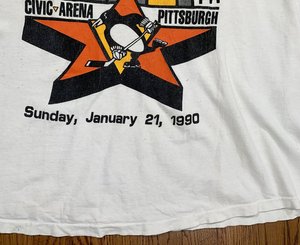 CIVIC ARENA PITTSBURGH
Sunday, January 21, 1990